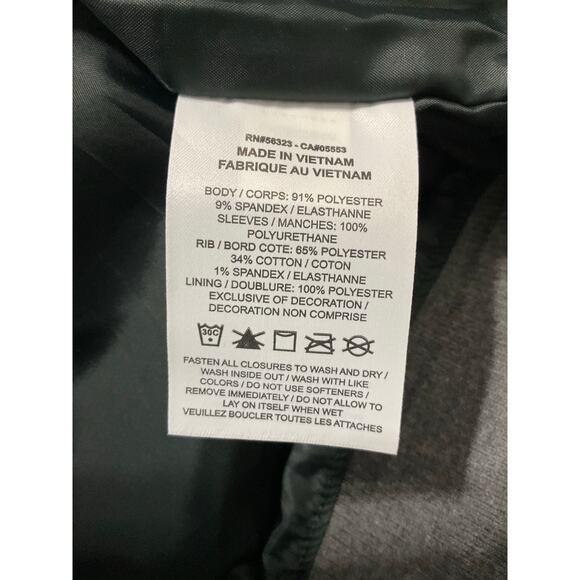 RN#56323 - CA#05553
MADE IN VIETNAM
FABRIQUE AU VIETNAM
BODY / CORPS: 91% POLYESTER
9% SPANDEX / ELASTHANNE
SLEEVES / MANCHES: 100%
POLYURETHANE
RIB / BORD COTE: 65% POLYESTER
34% COTTON / COTON
1% SPANDEX / ELASTHANNE
LINING / DOUBLURE: 100% POLYESTER
EXCLUSIVE OF DECORATION /
DECORATION NON COMPRISE
30C
FASTEN ALL CLOSURES TO WASH AND DRY /
WASH INSIDE OUT / WASH WITH LIKE
COLORS / DO NOT USE SOFTENERS /
REMOVE IMMEDIATELY / DO NOT ALLOW TO
LAY ON ITSELF WHEN WET
VEUILLEZ BOUCLER TOUTES LES ATTACHES